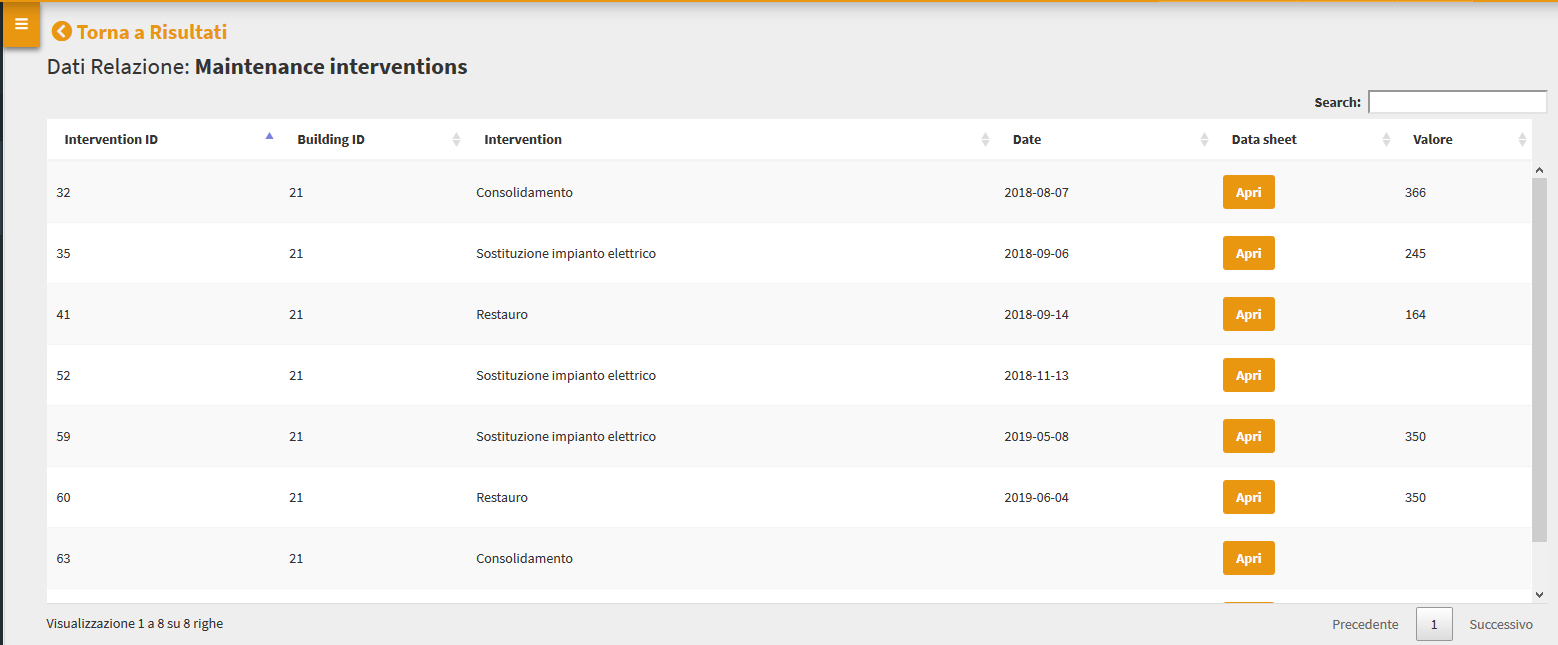 Torna a Risultati
Dati Relazione: Maintenance interventions
Search:
Intervention ID Building ID Intervention Date Data sheet Valore
32 21 Consolidamento 2018-08-07 Apri 366
35 21 Sostituzione impianto elettrico 2018-09-06 Apri 245
41 21 Restauro 2018-09-14 Apri 164
52 21 Sostituzione impianto elettrico 2018-11-13 Apri
59 21 Sostituzione impianto elettrico 2019-05-08 Apri 350
60 21 Restauro 2019-06-04 Apri 350
63 21 Consolidamento Apri
Visualizzazione 1 a 8 su 8 righe Precedente 1 Successivo